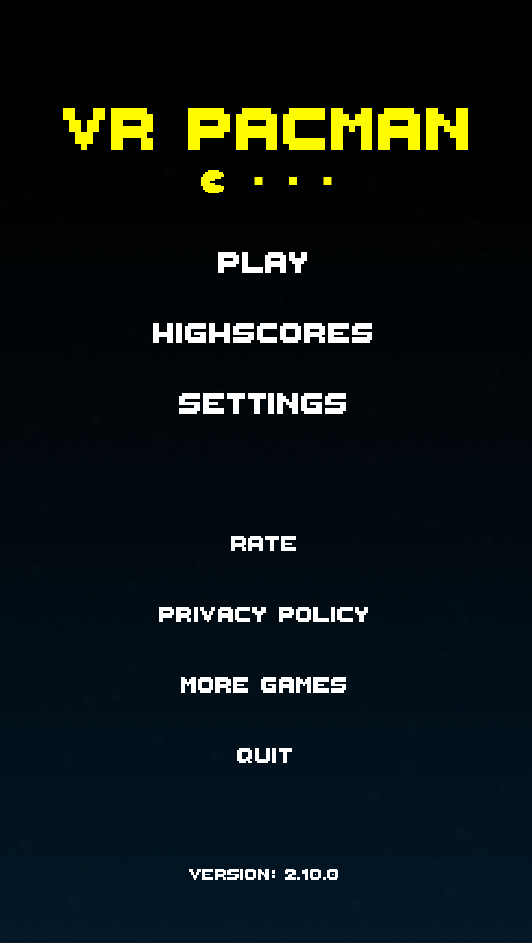 VR PACMAN
PLAY
HIGHSCORES
SETTINGS
RATE
PRIVACY POLICY
MORE GAMES
QUIT
VERSION: 2.10.0